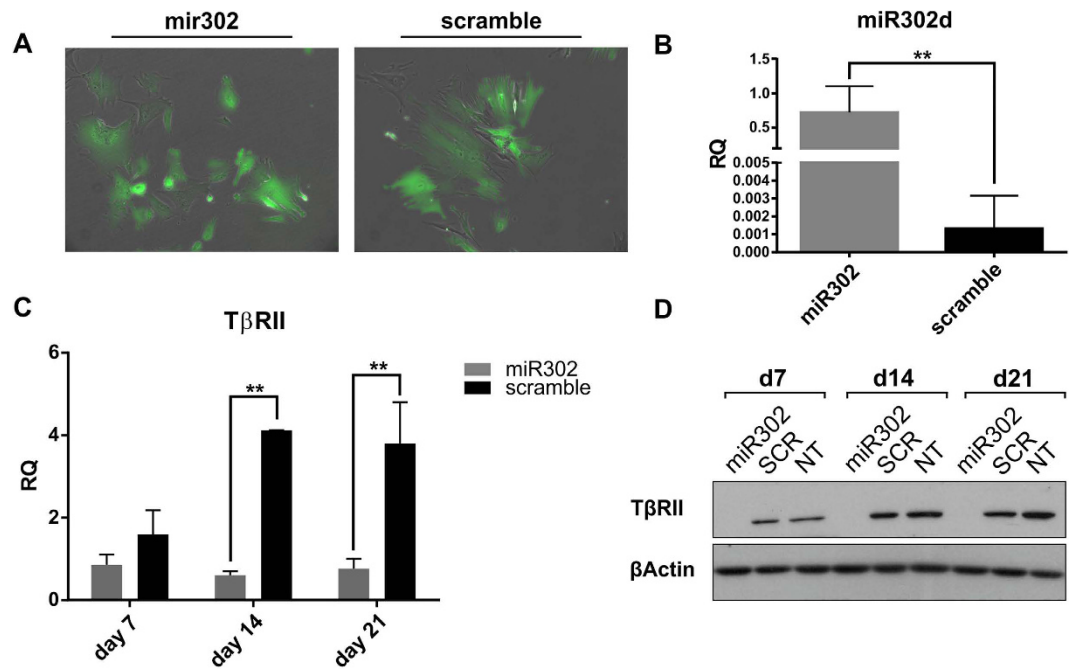 A
mir302
scramble
B
miR302d
**
RQ
1.5
1.0
0.5
0.005
0.004
0.003
0.002
0.001
0.000
miR302
scramble
C
TβRII
RQ
6
4
2
0
**
**
miR302
scramble
day 7
day 14
day 21
D
d7
d14
d21
miR302
SCR
NT
miR302
SCR
NT
miR302
SCR
NT
TβRII
βActin